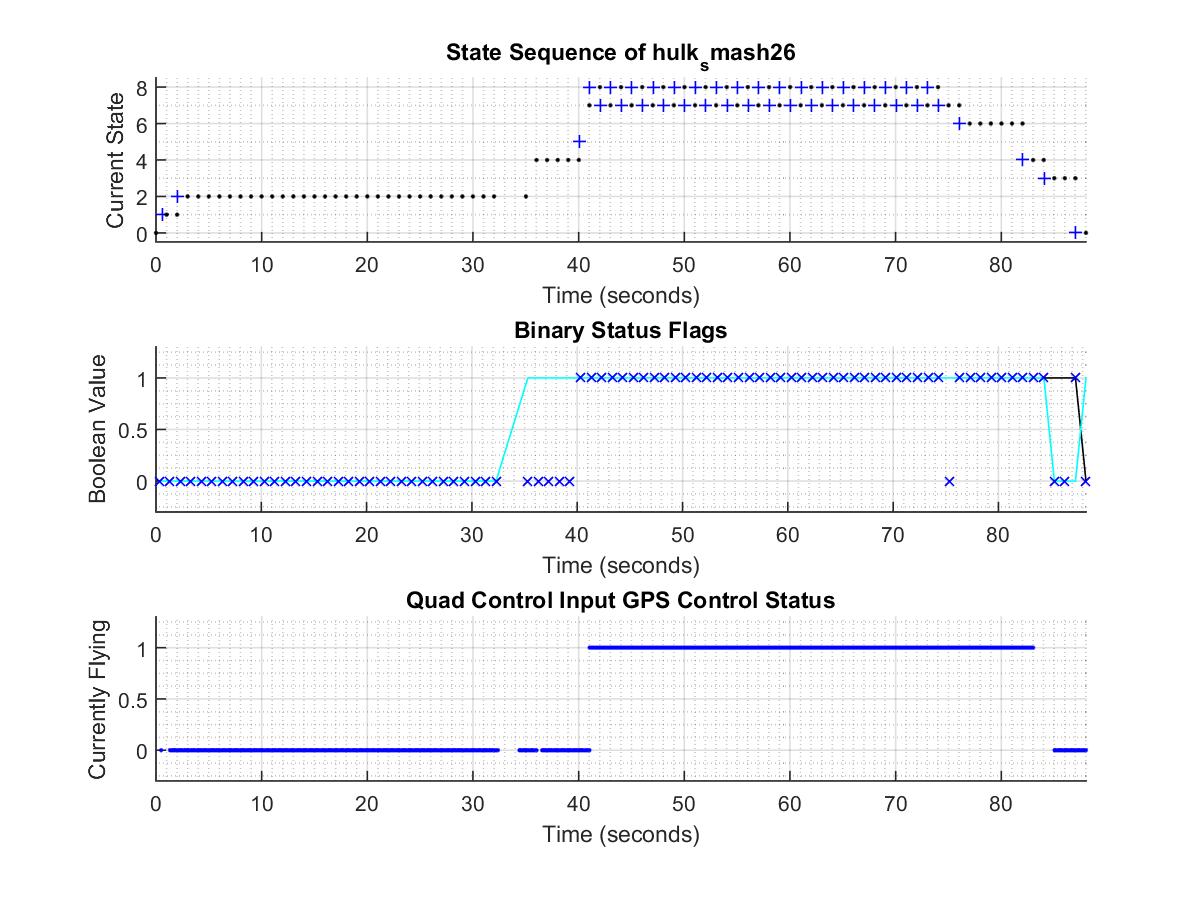 State Sequence of hulksmash26
Current State
8
6
4
2
0
0 10 20 30 40 50 60 70 80
Time (seconds)
Binary Status Flags
Boolean Value
1
0.5
0
0 10 20 30 40 50 60 70 80
Time (seconds)
Quad Control Input GPS Control Status
Currently Flying
1
0.5
0
0 10 20 30 40 50 60 70 80
Time (seconds)